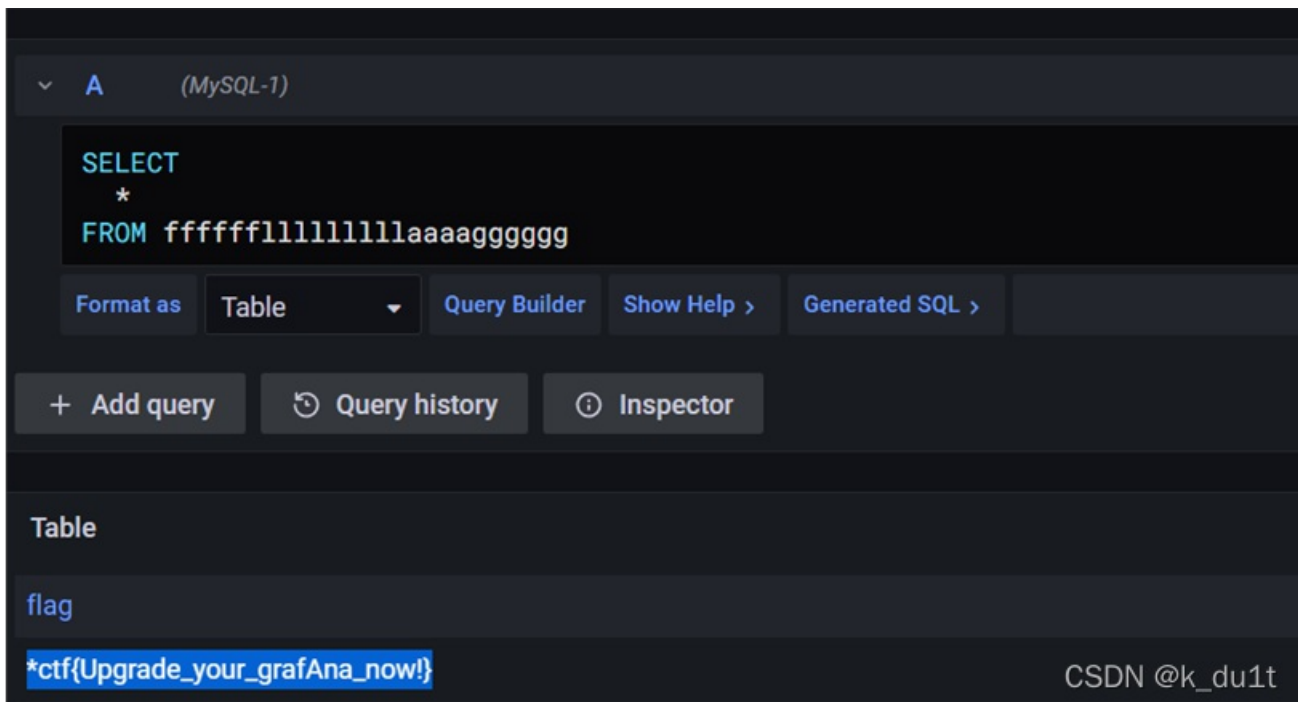 A (MySQL-1)
SELECT
*
FROM fffffflllllllllaaaagggggg
Format as Table Query Builder Show Help > Generated SQL >
+ Add query Query history Inspector
Table
flag
*ctf{Upgrade_your_grafAna_now!}
CSDN @k_du1t